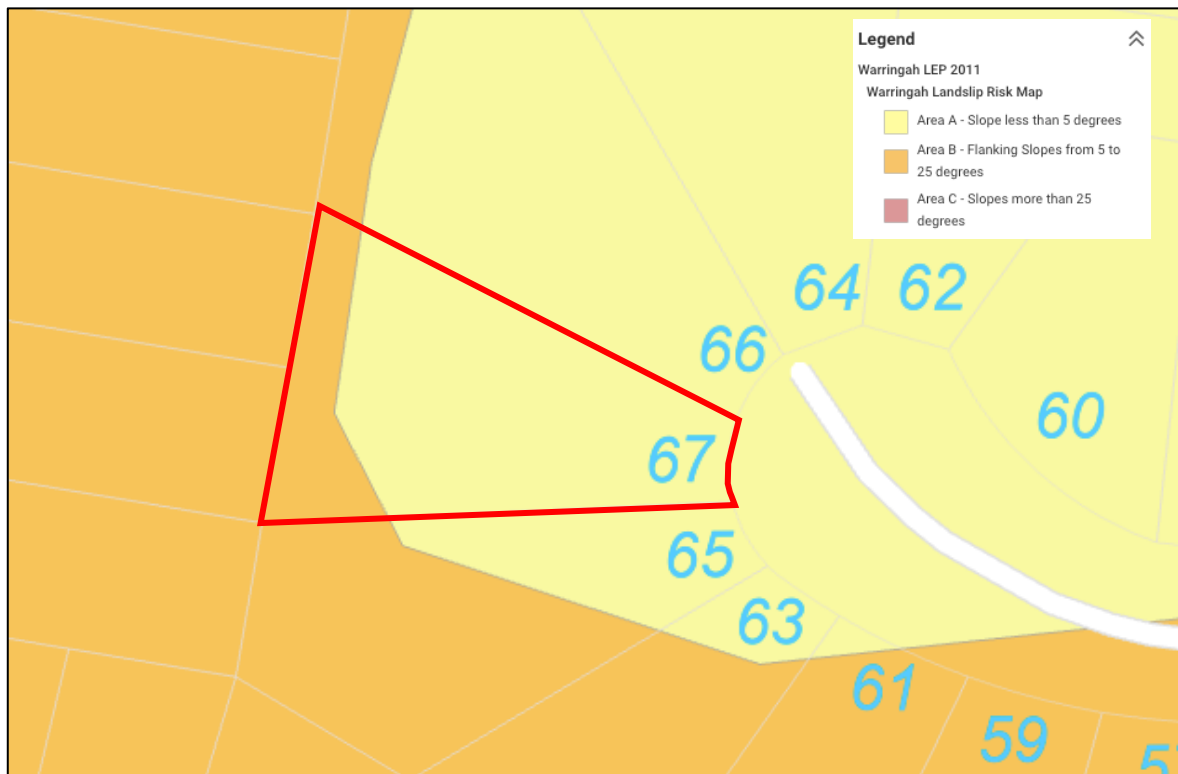 Legend
Warringah LEP 2011
Warringah Landslip Risk Map
Area A - Slope less than 5 degrees
Area B - Flanking Slopes from 5 to
25 degrees
Area C - Slopes more than 25
degrees
64
62
66
60
67
65
63
61
59